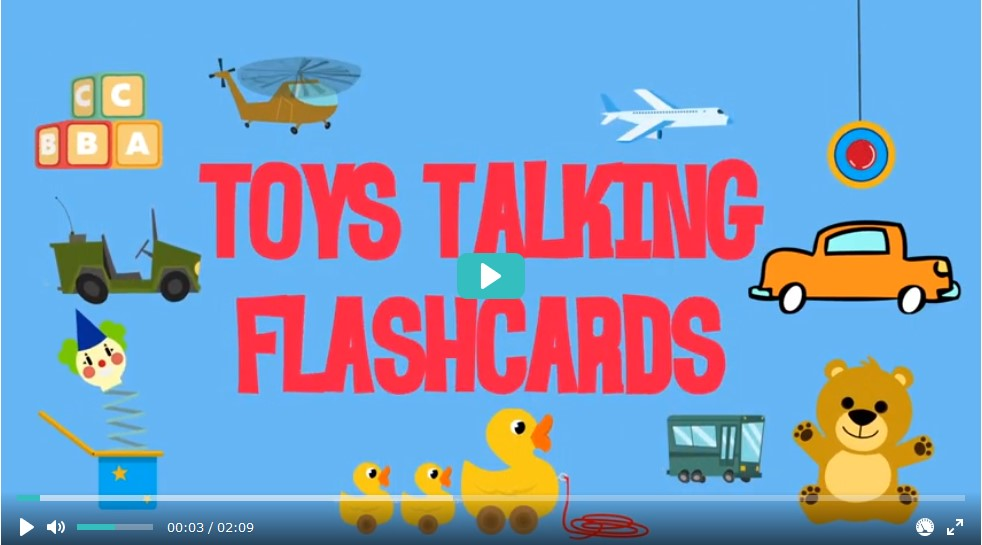 C C
B B A
TOYS TALKING
FLASHCARDS
00:03 / 02:09